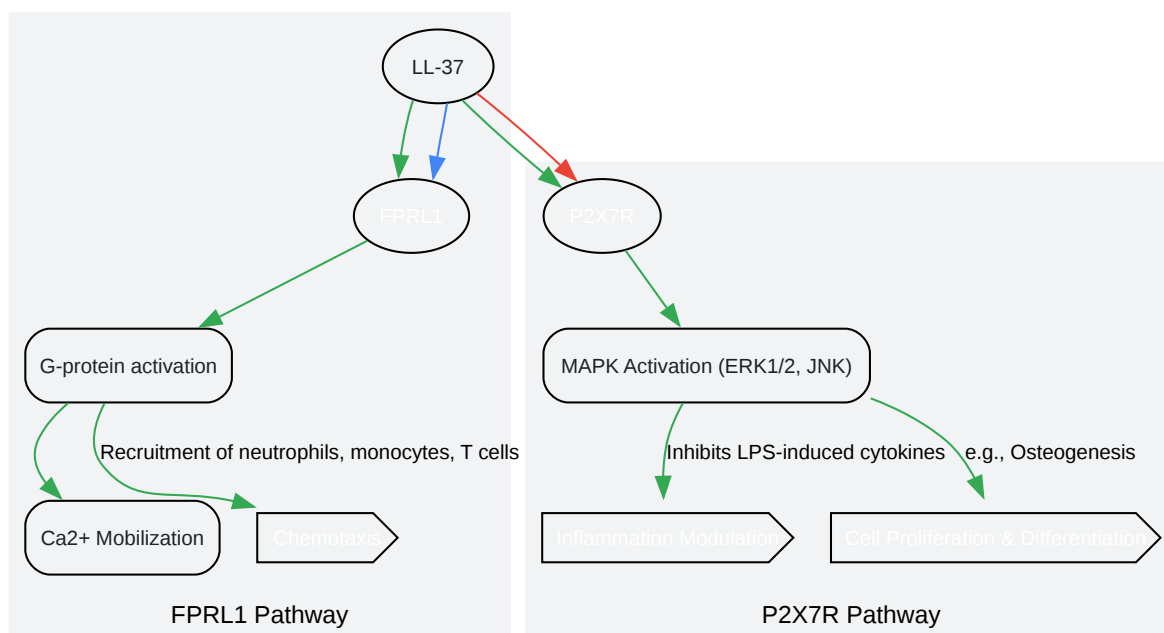 LL-37
FPRL1
P2X7R
G-protein activation
MAPK Activation (ERK1/2, JNK)
Recruitment of neutrophils, monocytes, T cells
Inhibits LPS-induced cytokines
e.g., Osteogenesis
Ca2+ Mobilization
Chemotaxis
Inflammation Modulation
Cell Proliferation & Differentiation
FPRL1 Pathway
P2X7R Pathway